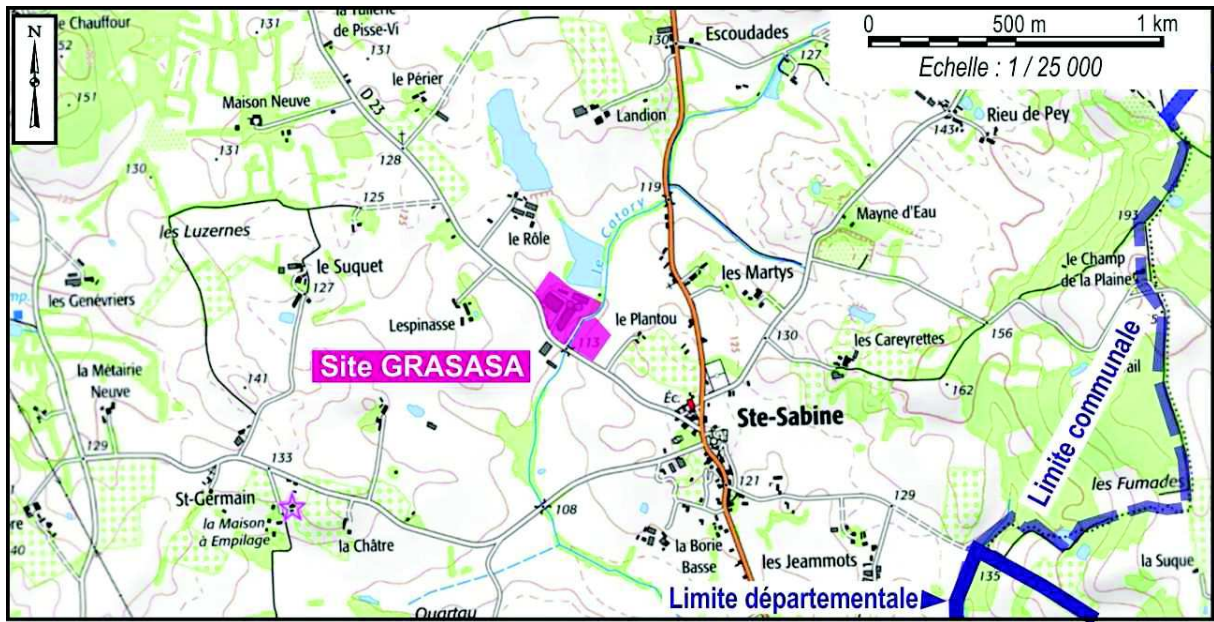 le Chauffour
131
la Tuilerie
de Pisse-Vi
131
152
151
N
130
Escoudades
127
0 500 m 1 km
Echelle : 1 / 25 000
le Périer
D 23
Maison Neuve
Landion
Rieu de Pey
143
131
128
130
125
125
119
le Catory
les Luzernes
le Rôle
Mayne d'Eau
193
le Suquet
127
les Genévriers
les Martys
le Champ
de la Plaine
Lespinasse
le Plantou
130
156
113
125
les Careyrettes
Site GRASASA
la Métairie
Neuve
141
162
Éc.
Ste-Sabine
Limite communale
129
133
St-Germain
121
129
les Fumades
108
la Maison
à Empilage
la Châtre
la Borie
Basse
les Jeammots
135
la Suque
40
Limite départementale